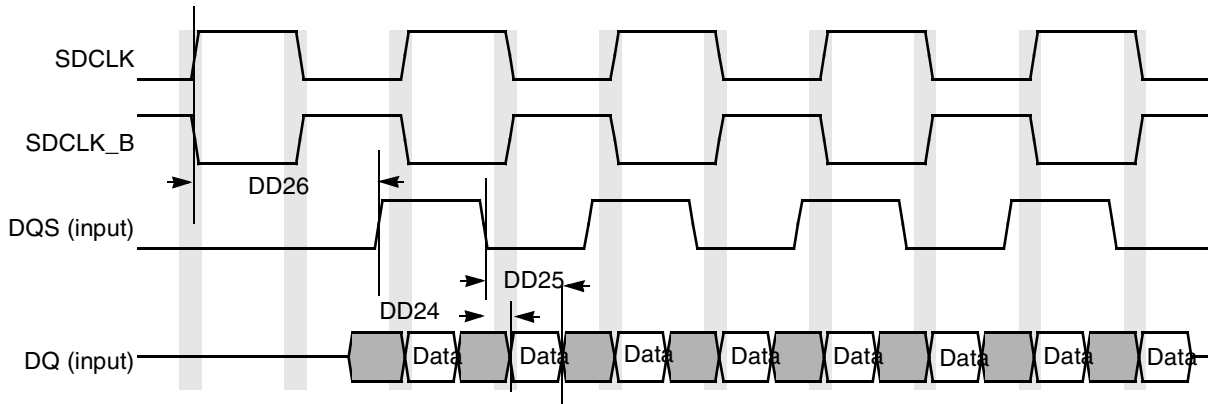 SDCLK
SDCLK_B
DD26
DQS (input)
DD25
DD24
DQ (input) Data Data Data Data Data Data Data Data